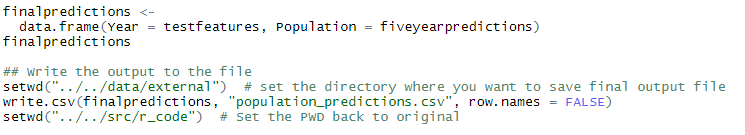 finalpredictions <-
  data.frame(Year = testfeatures, Population = fiveyearpredictions)
finalpredictions
## Write the output to the file
setwd("../../data/external")  # set the directory where you want to save final output file
write.csv(finalpredictions, "population_predictions.csv", row.names = FALSE)
setwd("../../src/r_code")  # Set the PWD back to original